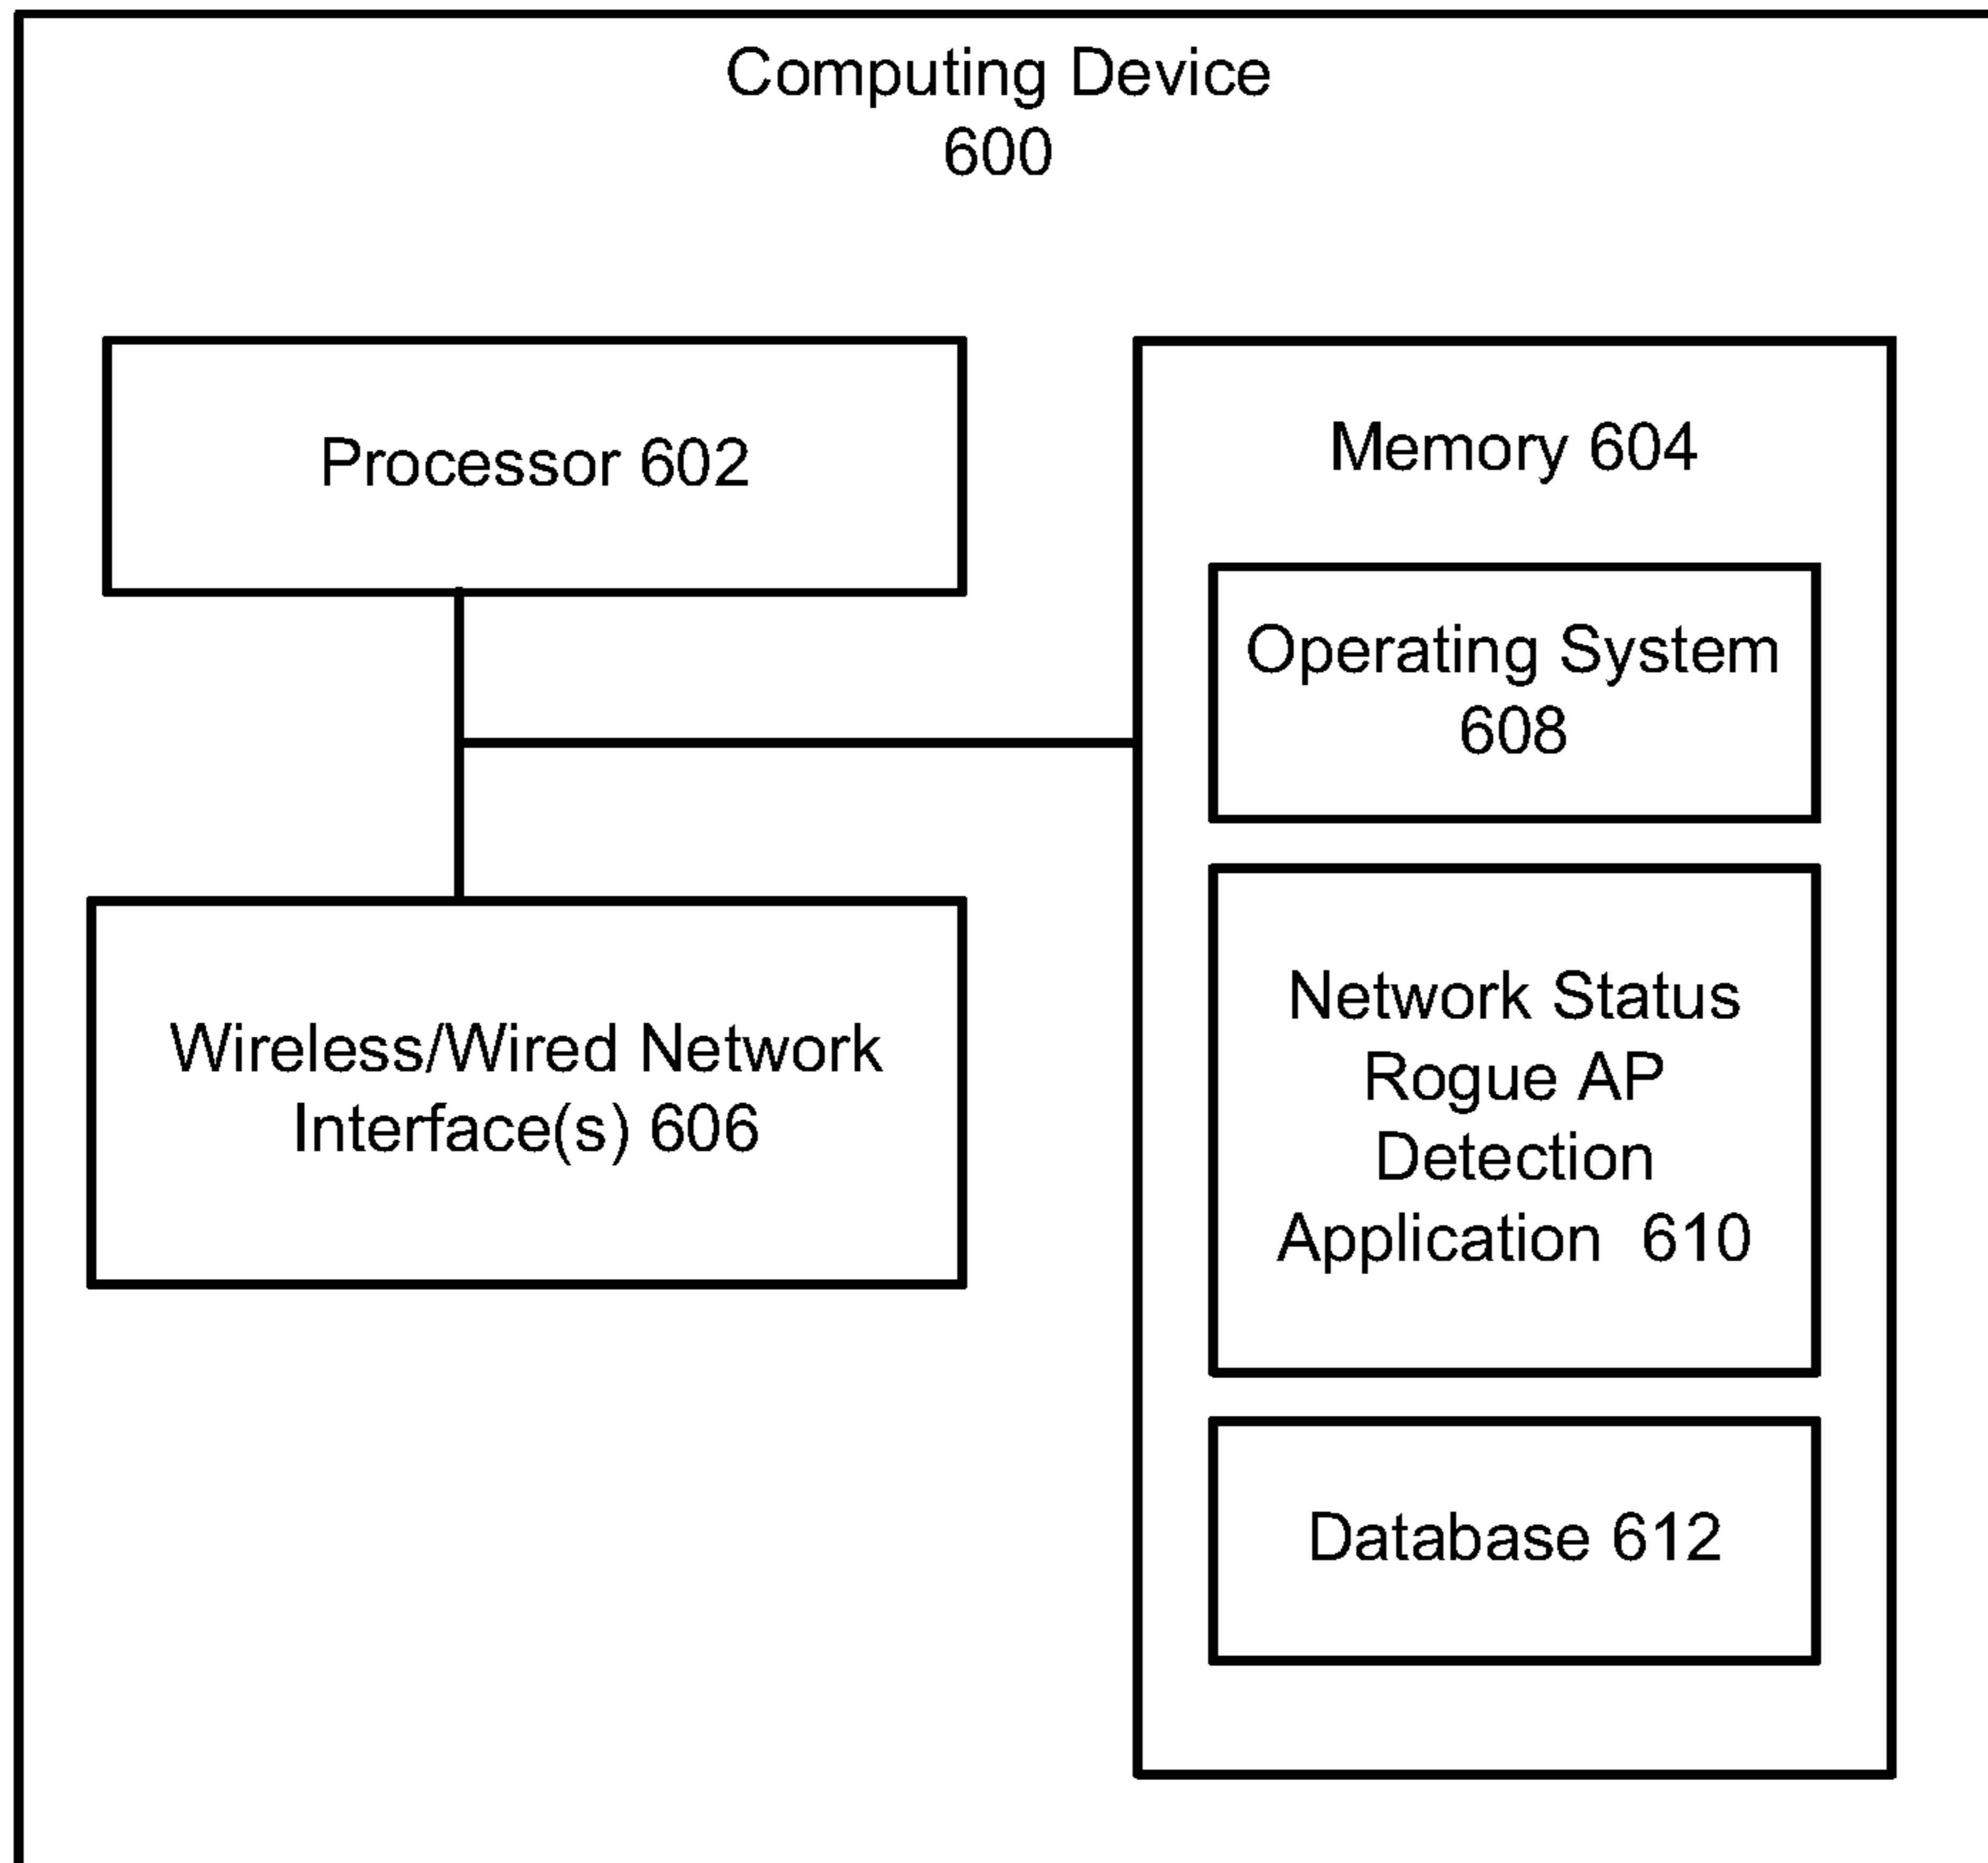 Computing Device
600
Processor 602
Memory 604
Operating System
608
Wireless/Wired Network
Interface(s) 606
Network Status
Rogue AP
Detection
Application 610
Database 612